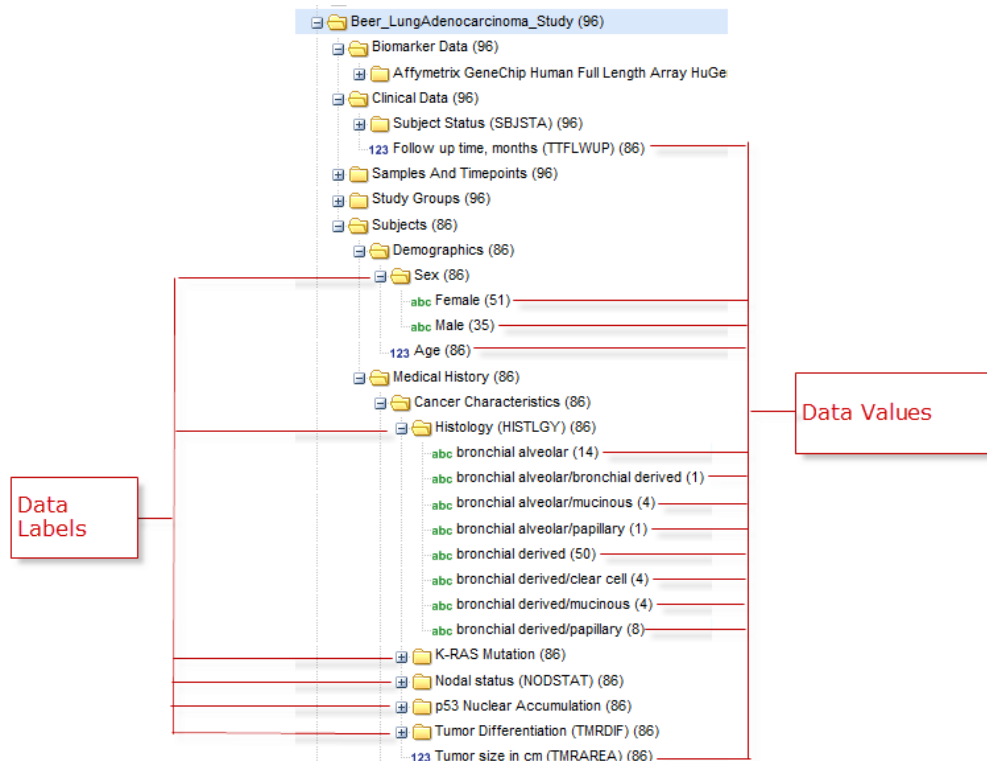 Beer_LungAdenocarcinoma_Study (96)
Biomarker Data (96)
Affymetrix GeneChip Human Full Length Array HuGe
Clinical Data (96)
Subject Status (SBJSTA) (96)
123 Follow up time, months (TTFLWUP) (86)
Samples And Timepoints (96)
Study Groups (96)
Subjects (86)
Demographics (86)
Sex (86)
abc Female (51)
abc Male (35)
123 Age (86)
Medical History (86)
Cancer Characteristics (86)
Histology (HISTLGY) (86)
abc bronchial alveolar (14)
abc bronchial alveolar/bronchial derived (1)
abc bronchial alveolar/mucinous (4)
abc bronchial alveolar/papillary (1)
abc bronchial derived (50)
abc bronchial derived/clear cell (4)
abc bronchial derived/mucinous (4)
abc bronchial derived/papillary (8)
K-RAS Mutation (86)
Nodal status (NODSTAT) (86)
p53 Nuclear Accumulation (86)
Tumor Differentiation (TMRDIF) (86)
123 Tumor size in cm (TMRAREA) (86)
Data
Labels
Data Values